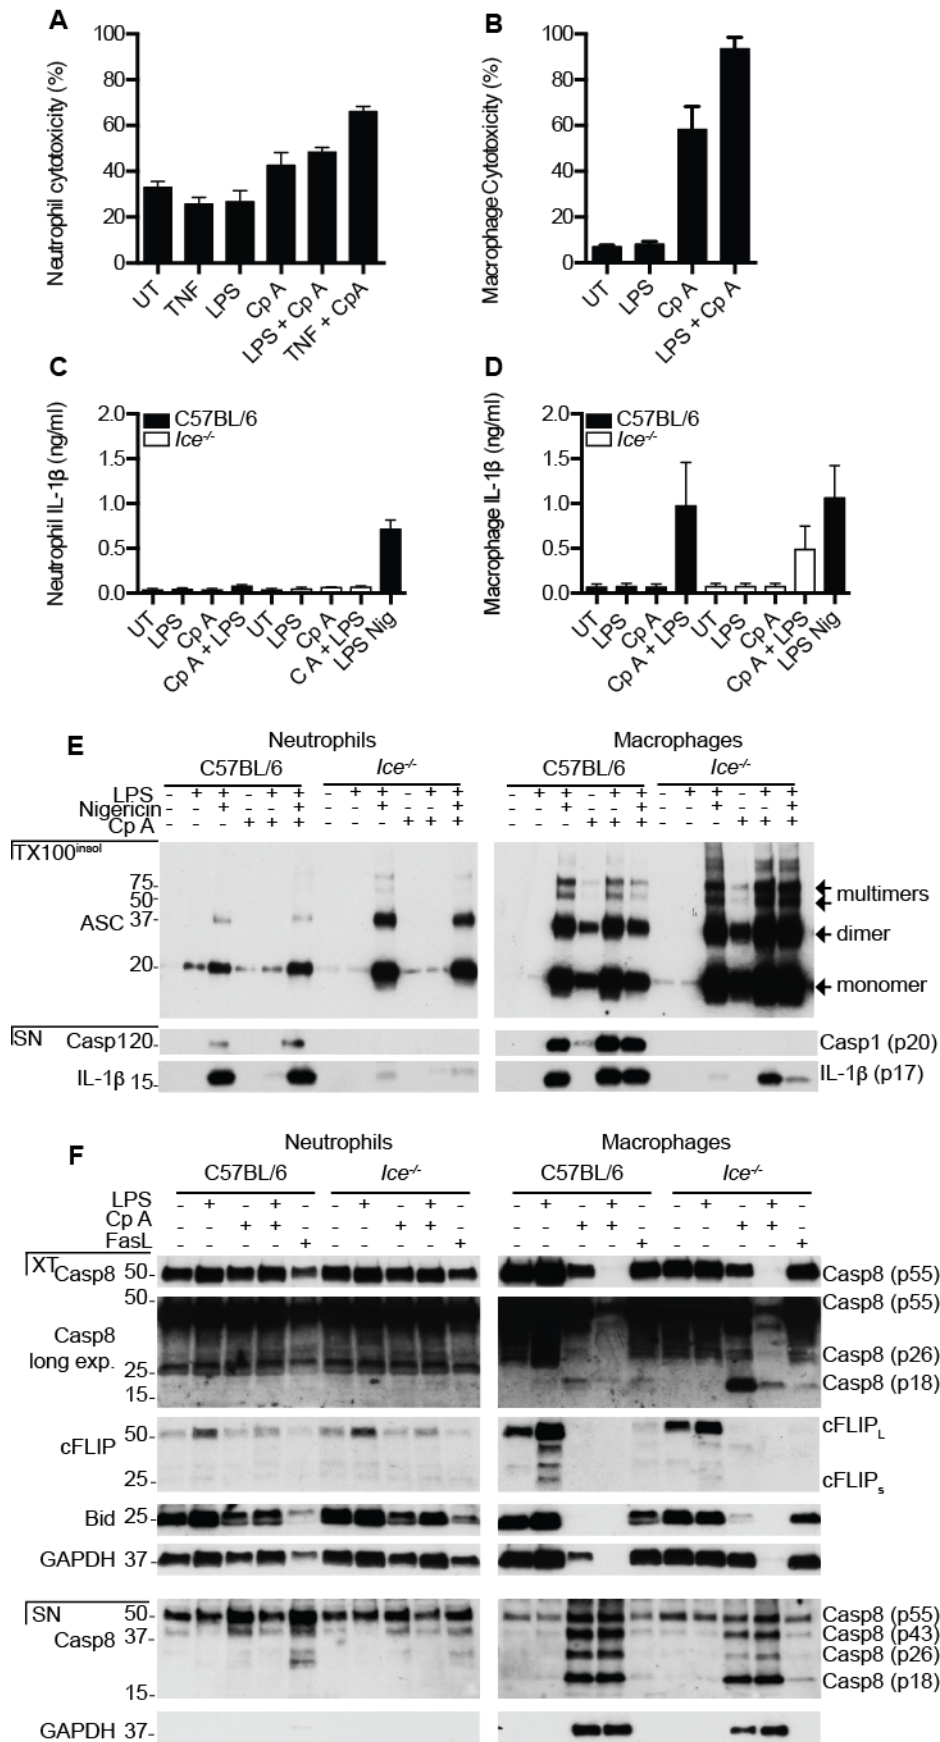 A
B
Neutrophil cytotoxicity (%)
100
80
60
40
20
0
UT
TNF
LPS
Cp A
LPS + Cp A
TNF + CpA
Macrophage Cytotoxicity (%)
100
80
60
40
20
0
UT
LPS
Cp A
LPS + Cp A
C
D
Neutrophil IL-1β (ng/ml)
2.0
1.5
1.0
0.5
0.0
C57BL/6
Ice-/-
UT
LPS
Cp A
Cp A + LPS
UT
LPS
Cp A
C A + LPS
LPS Nig
Macrophage IL-1β (ng/ml)
2.0
1.5
1.0
0.5
0.0
C57BL/6
Ice-/-
UT
LPS
Cp A
Cp A + LPS
UT
LPS
Cp A
Cp A + LPS
LPS Nig
E
Neutrophils Macrophages
C57BL/6 Ice-/- C57BL/6 Ice-/-
LPS - + + - + + - + + - + + - + + - + + - + + - + +
Nigericin - - + - - + - - + - - + - - + - - + - - + - - +
Cp A - - - + + + - - - + + + - - - + + + - - - + + +
TX100insol
75-
50-
ASC 37-
20-
multimers
dimer
monomer
SN Casp120- Casp1 (p20)
IL-1β 15- IL-1β (p17)
F
Neutrophils Macrophages
C57BL/6 Ice-/- C57BL/6 Ice-/-
LPS - + - + - - + - + - - + - + - - + - + -
Cp A - - + + - - - + + - - - + + - - - + + -
FasL - - - - + - - - - + - - - - + - - - - +
XT Casp8 50- Casp8 (p55)
50 Casp8 (p55)
Casp8
long exp.
25-
15-
Casp8 (p26)
Casp8 (p18)
cFLIP 50- cFLIPL
25- cFLIPs
Bid 25-
GAPDH 37-
SN 50- Casp8 (p55)
Casp8 37- Casp8 (p43)
Casp8 (p26)
Casp8 (p18)
15-
GAPDH 37-